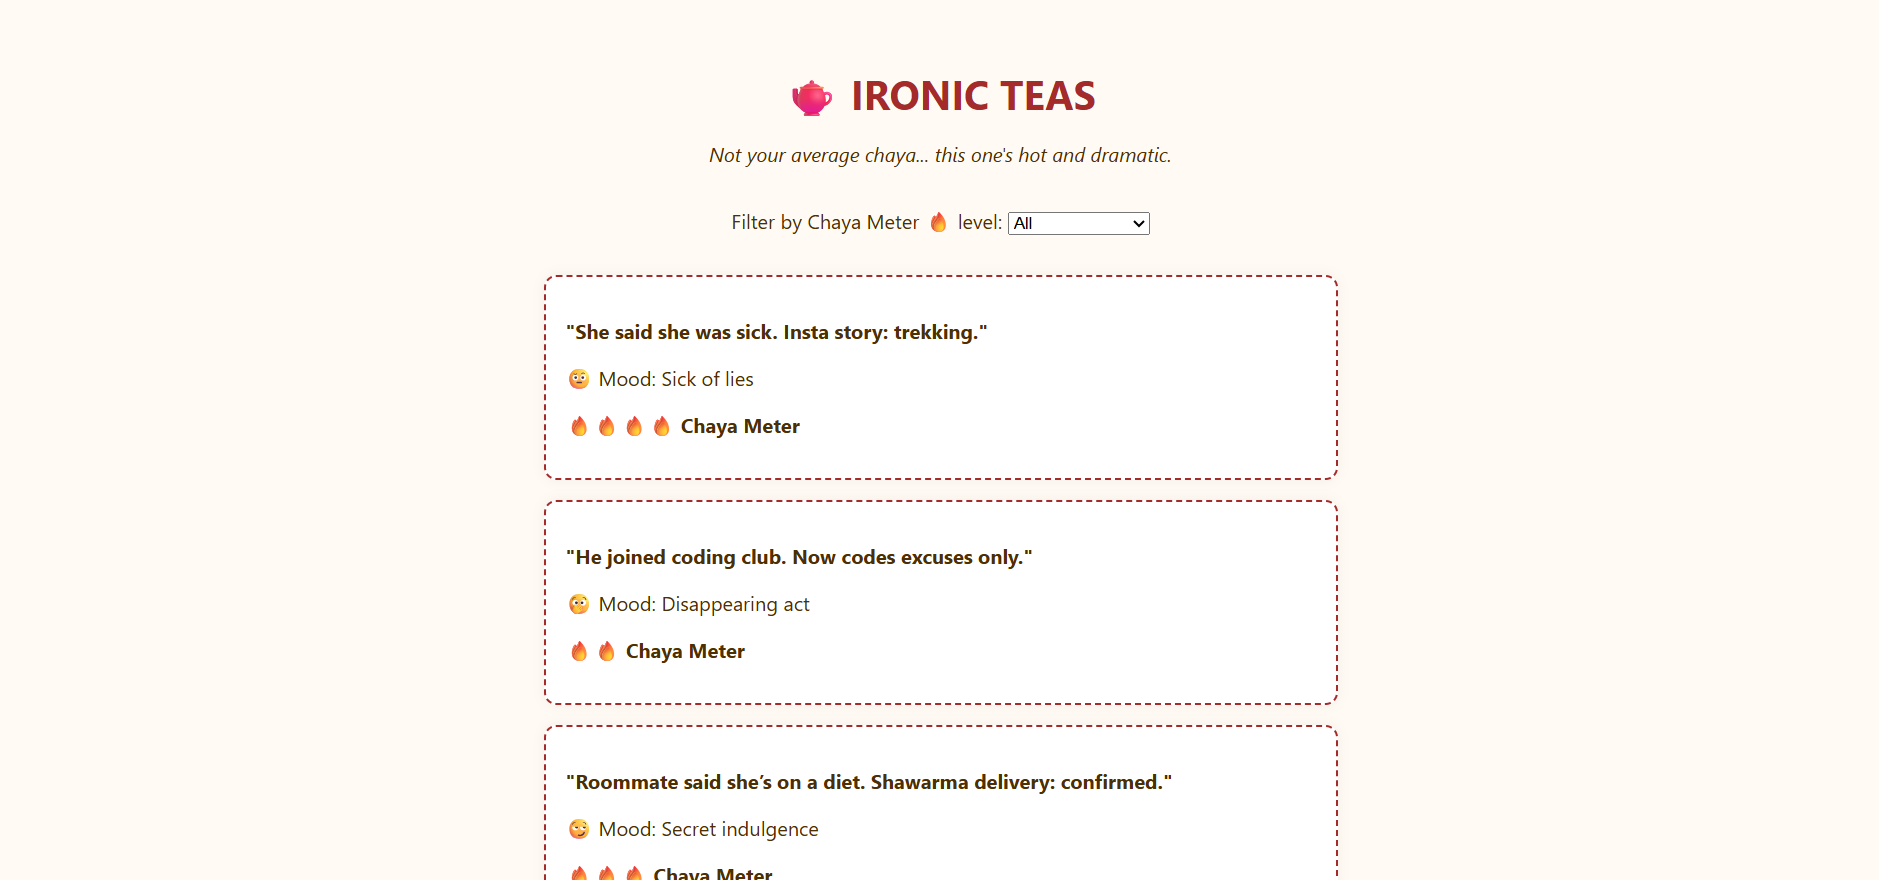 🫖 IRONIC TEAS
Not your average chaya... this one's hot and dramatic.
Filter by Chaya Meter 🔥 level: All
"She said she was sick. Insta story: trekking."
😳 Mood: Sick of lies
🔥🔥🔥🔥 Chaya Meter
"He joined coding club. Now codes excuses only."
🫣 Mood: Disappearing act
🔥🔥 Chaya Meter
"Roommate said she’s on a diet. Shawarma delivery: confirmed."
😏 Mood: Secret indulgence
🔥🔥🔥 Chaya Meter